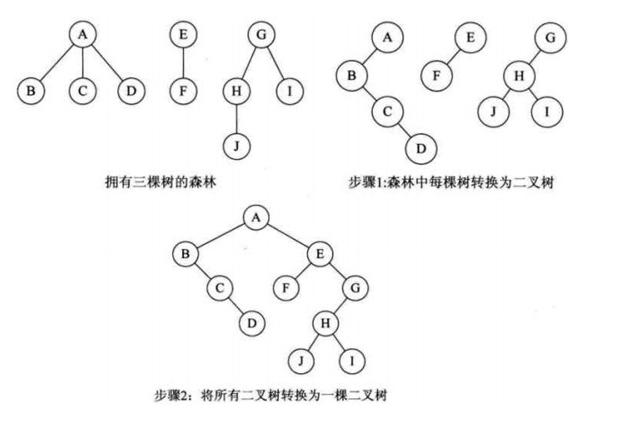 A E G
B C D F H I
J
拥有三棵树的森林
A E G
B F H
C J I
D
步骤1:森林中每棵树转换为二叉树
A
B E
C F G
D H
J I
步骤2：将所有二叉树转换为一棵二叉树